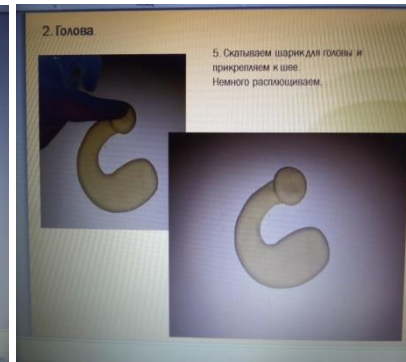 2. Голова
5. Скатываем шарик для головы и
прикрепляем к шее.
Немного расплющиваем.